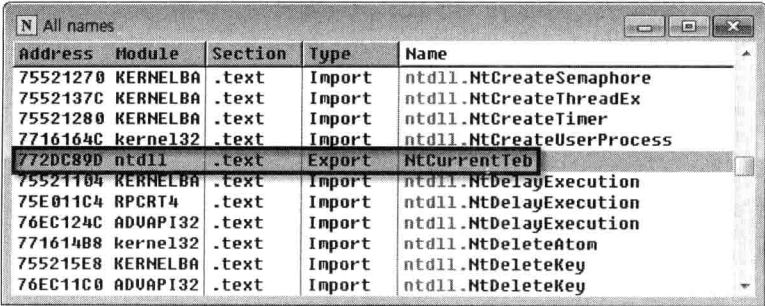 N All names
Address Module Section Type Name
75521270 KERNELBA .text Import ntdll.NtCreateSemaphore
7552137C KERNELBA .text Import ntdll.NtCreateThreadEx
75521280 KERNELBA .text Import ntdll.NtCreateTimer
7716164C kernel32 .text Import ntdll.NtCreateUserProcess
772DC89D ntdll .text Export NtCurrentTeb
75521104 KERNELBA .text Import ntdll.NtDelayExecution
75E011C4 RPCRT4 .text Import ntdll.NtDelayExecution
76EC124C ADVAPI32 .text Import ntdll.NtDelayExecution
771614B8 kernel32 .text Import ntdll.NtDeleteAtom
755215E8 KERNELBA .text Import ntdll.NtDeleteKey
76EC11C0 ADVAPI32 .text Import ntdll.NtDeleteKey